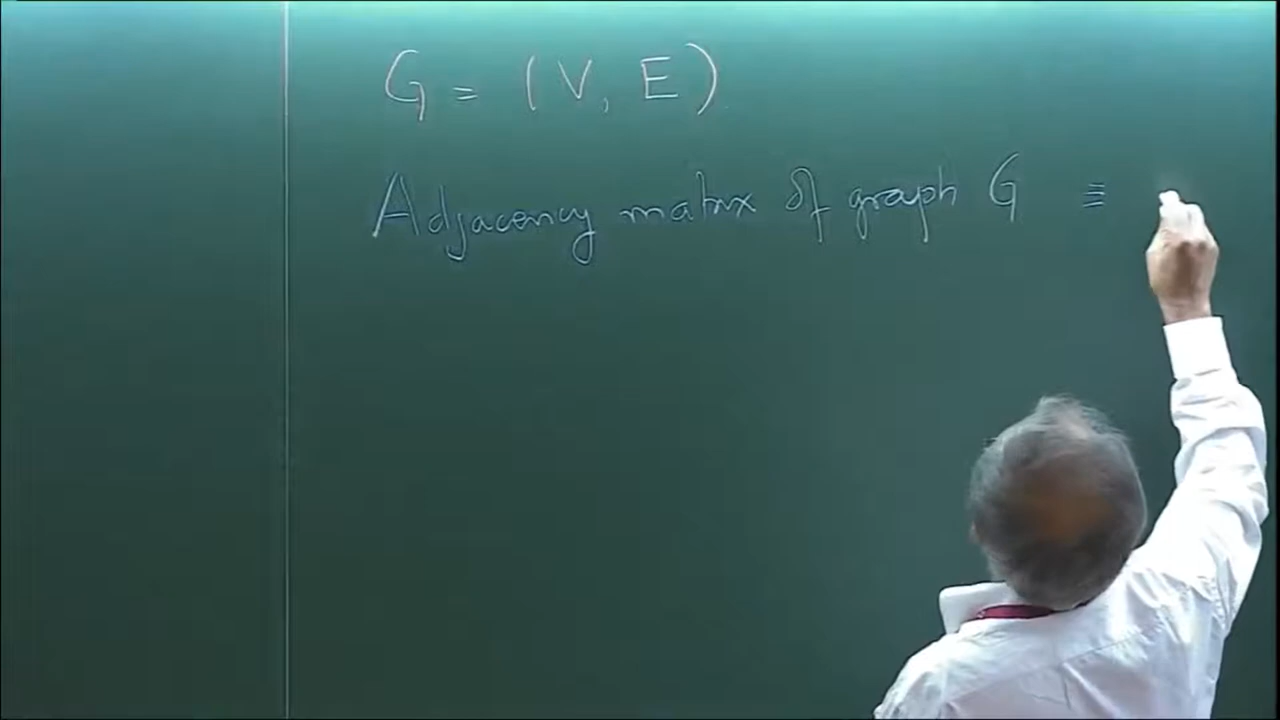 G = (V, E)
Adjacency matrix of graph G ≡